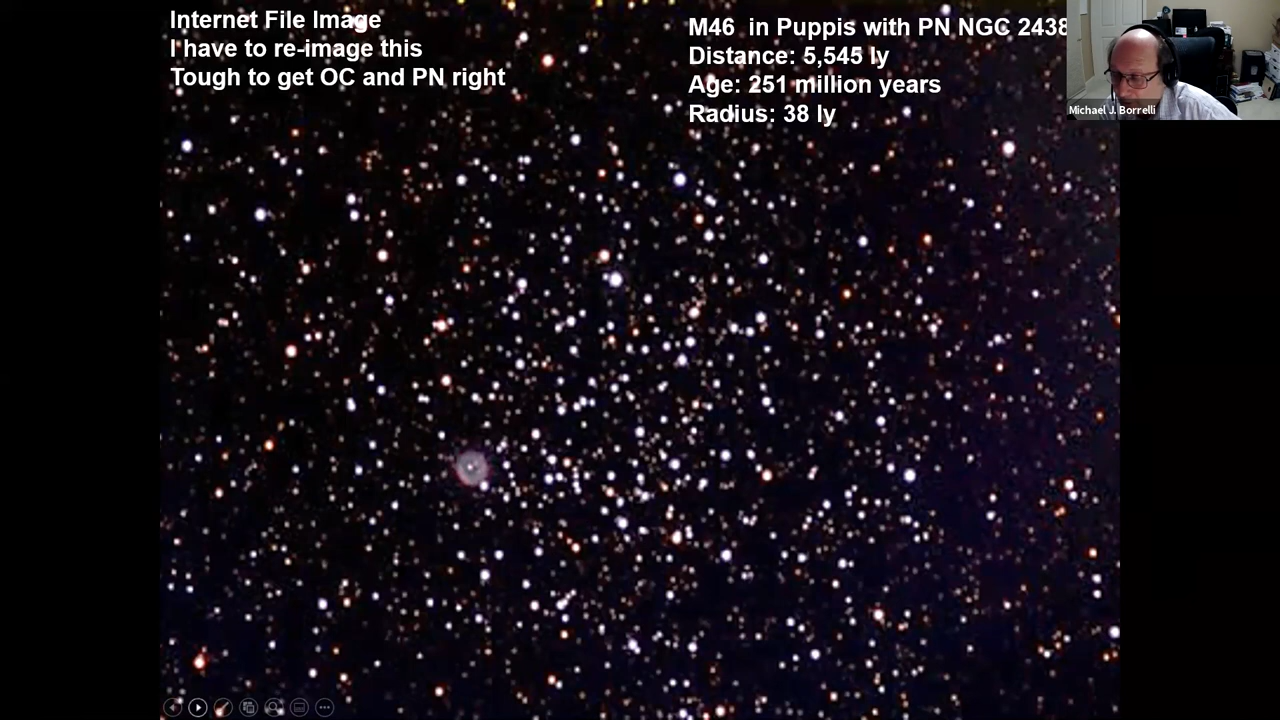 Internet File Image
I have to re-image this
Tough to get OC and PN right
M46 in Puppis with PN NGC 2438
Distance: 5,545 ly
Age: 251 million years
Radius: 38 ly
Michael J. Borrelli